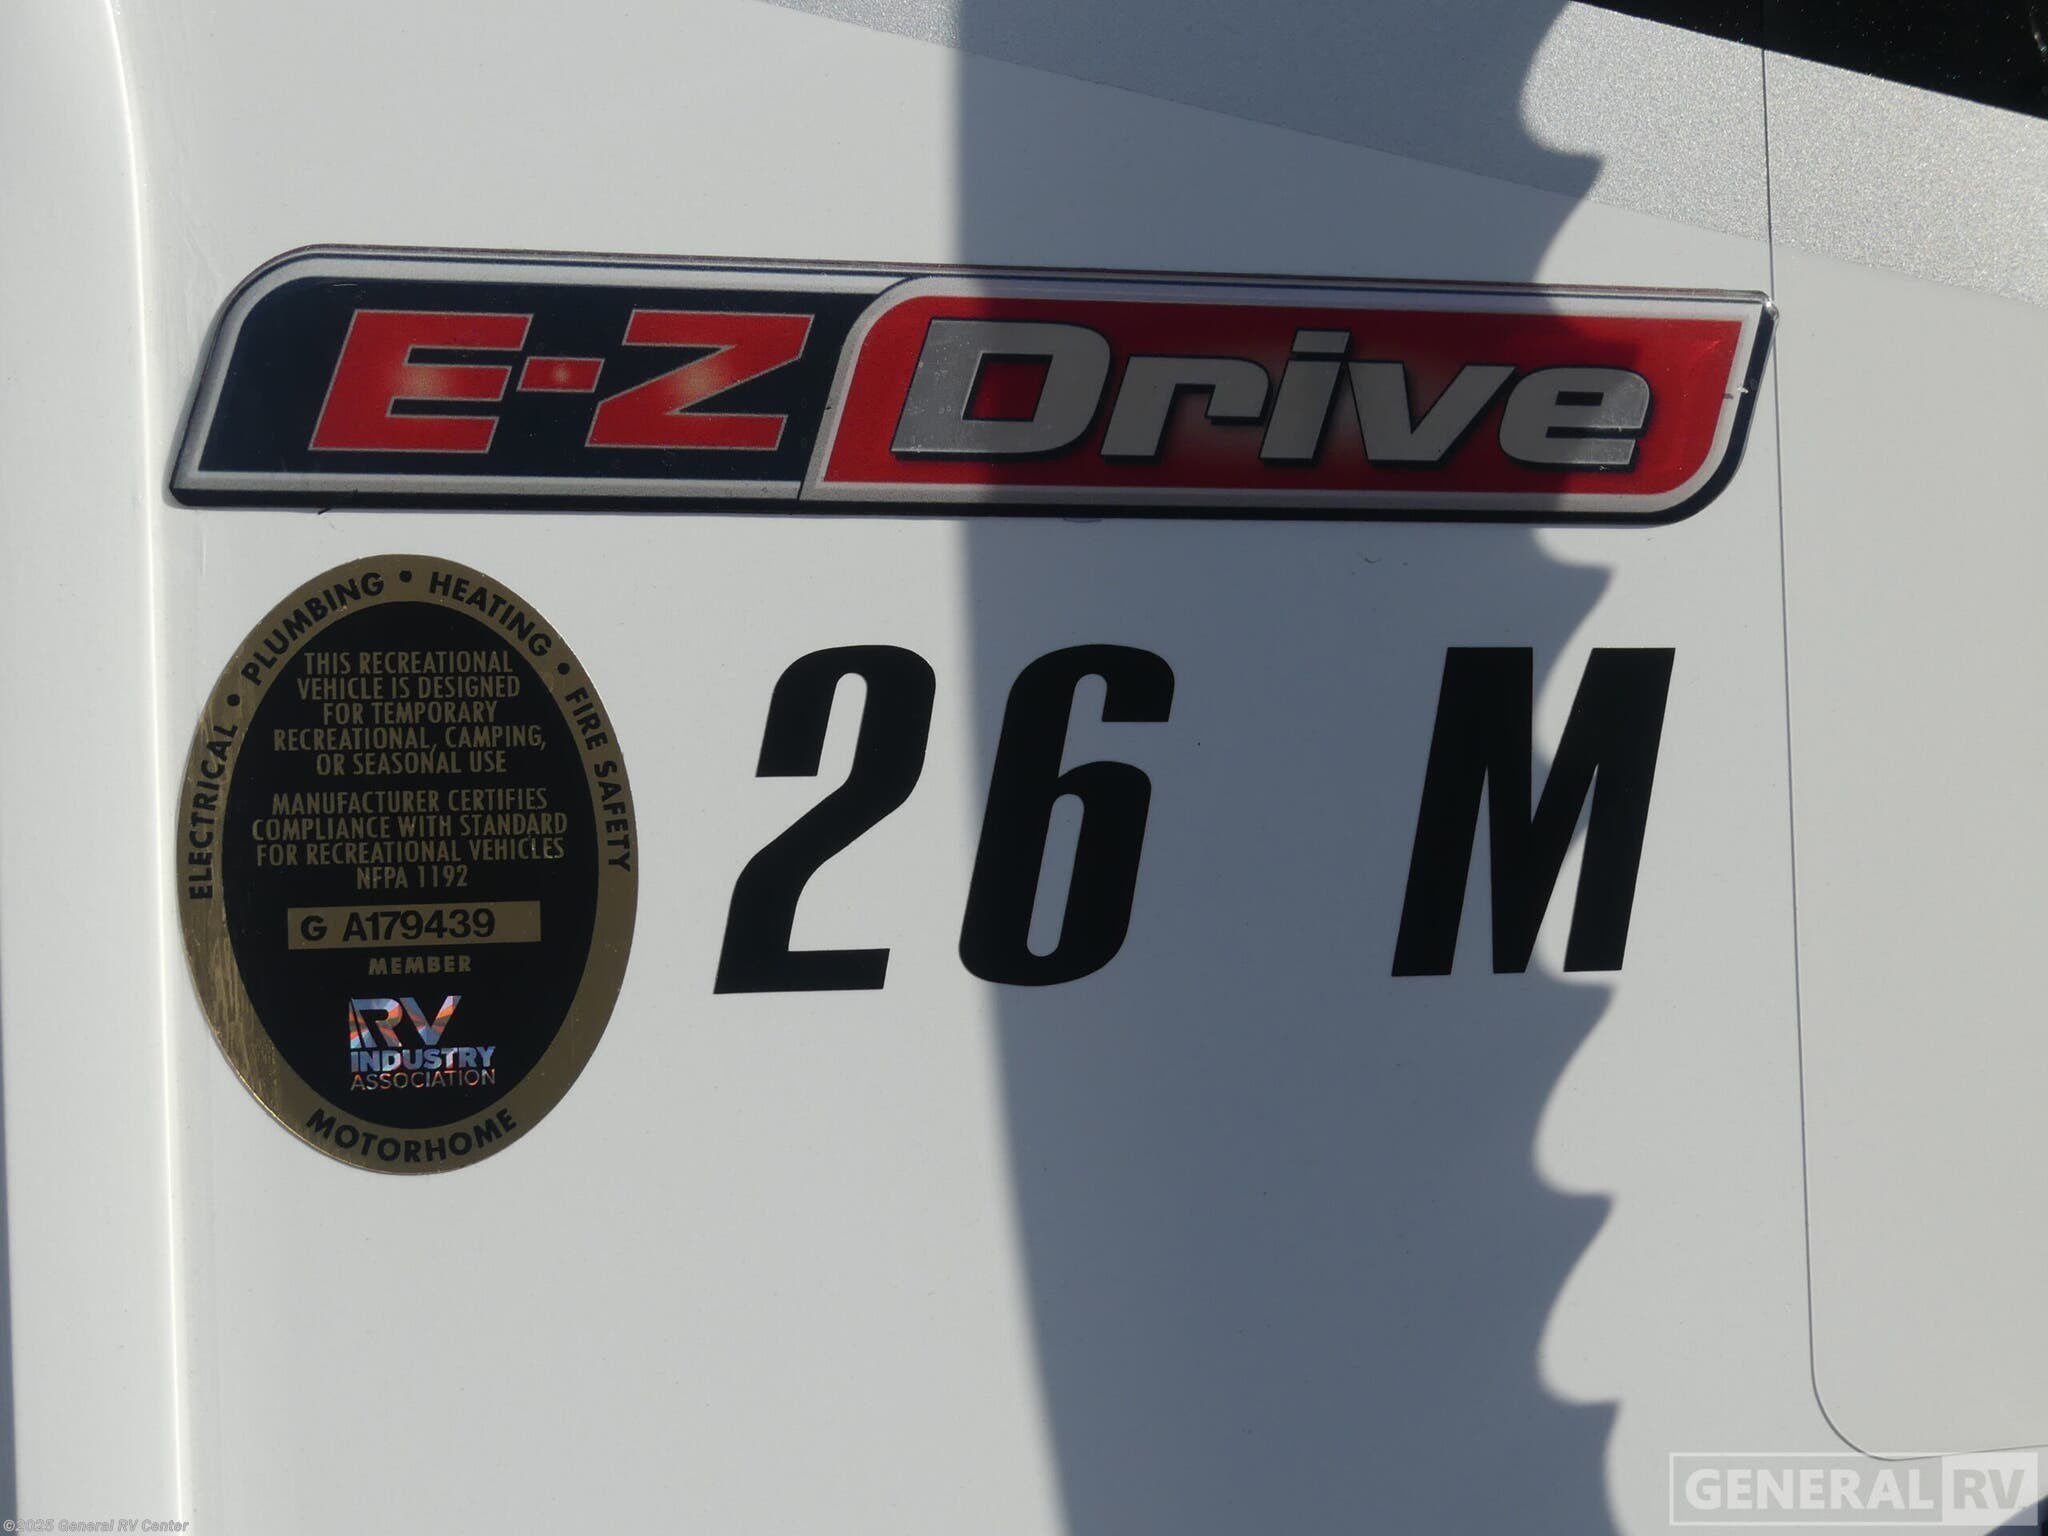 E-Z Drive
ELECTRICAL • PLUMBING • HEATING • FIRE SAFETY
THIS RECREATIONAL
VEHICLE IS DESIGNED
FOR TEMPORARY
RECREATIONAL, CAMPING,
OR SEASONAL USE
MANUFACTURER CERTIFIES
COMPLIANCE WITH STANDARD
FOR RECREATIONAL VEHICLES
NFPA 1192
G A179439
MEMBER
RV
INDUSTRY
ASSOCIATION
MOTORHOME
26 M
GENERAL RV
©2025 General RV Center